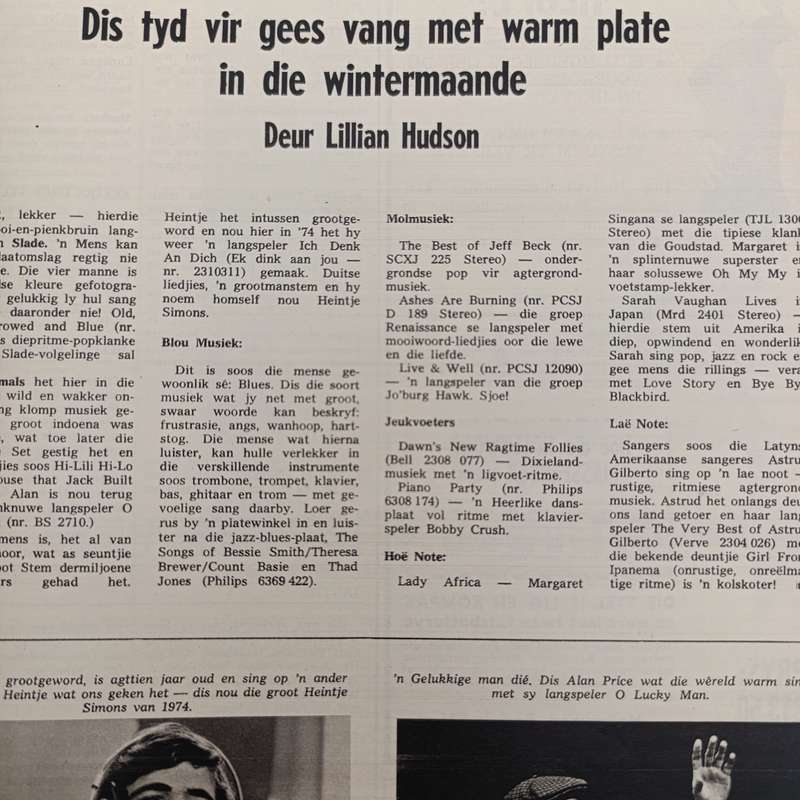 Dis tyd vir gees vang met warm plate
in die wintermaande
Deur Lillian Hudson
lekker — hierdie
lang-
Slade. 'n Mens kan
regtig nie
Die vier manne is
kleure gefotogra-
gelukkig ly hul sang
daaronder nie! Old,
and Blue (nr.
diepritme-popklanke
Slade-volgelinge sal
het hier in die
wild en wakker on-
klomp musiek ge-
groot indoena was
wat toe later die
Set gestig het en
soos Hi-Lili Hi-Lo
that Jack Built
Alan is nou terug
langspeler O
(nr. BS 2710.)
is, het al van
wat as seuntjie
Stem dermiljoene
gehad het.
Heintje het intussen grootge-
word en nou hier in '74 het hy
weer 'n langspeler Ich Denk
An Dich (Ek dink aan jou —
nr. 2310311) gemaak. Duitse
liedjies, 'n grootmanstem en hy
noem homself nou Heintje
Simons.
Blou Musiek:
Dit is soos die mense ge-
woonlik sê: Blues. Dis die soort
musiek wat jy net met groot,
swaar woorde kan beskryf:
frustrasie, angs, wanhoop, hart-
stog. Die mense wat hierna
luister, kan hulle verlekker in
die verskillende instrumente
soos trombone, trompet, klavier,
bas, ghitaar en trom — met ge-
voelige sang daarby. Loer ge-
rus by 'n platewinkel in en luis-
ter na die jazz-blues-plaat, The
Songs of Bessie Smith/Theresa
Brewer/Count Basie en Thad
Jones (Philips 6369 422).
Molmusiek:
The Best of Jeff Beck (nr.
SCXJ 225 Stereo) — onder-
grondse pop vir agtergrond-
musiek.
Ashes Are Burning (nr. PCSJ
D 189 Stereo) — die groep
Renaissance se langspeler met
mooiwoord-liedjies oor die lewe
en die liefde.
Live & Well (nr. PCSJ 12090)
— 'n langspeler van die groep
Jo'burg Hawk. Sjoe!
Jeukvoeters
Dawn's New Ragtime Follies
(Bell 2308 077) — Dixieland-
musiek met 'n ligvoet-ritme.
Piano Party (nr. Philips
6308 174) — 'n Heerlike dans-
plaat vol ritme met klavier-
speler Bobby Crush.
Hoë Note:
Lady Africa — Margaret
Singana se langspeler (TJL
Stereo) met die tipiese
van die Goudstad. Margaret
'n splinternuwe superster
haar solussewe Oh My My
voetstamp-lekker.
Sarah Vaughan Lives
Japan (Mrd 2401 Stereo) —
hierdie stem uit Amerika
diep, opwindend en
Sarah sing pop, jazz en rock
gee mens die rillings —
met Love Story en Bye
Blackbird.
Laë Note:
Sangers soos die
Amerikaanse sangeres
Gilberto sing op 'n lae noot —
rustige, ritmiese
musiek. Astrud het onlangs
ons land getoer en haar
speler The Very Best of
Gilberto (Verve 2304 026)
die bekende deuntjie Girl
Ipanema (onrustige,
tige ritme) is 'n kolskoter!
grootgeword, is agttien jaar oud en sing op 'n ander
Heintje wat ons geken het — dis nou die groot Heintje
Simons van 1974.
'n Gelukkige man dié. Dis Alan Price wat die wêreld warm
met sy langspeler O Lucky Man.